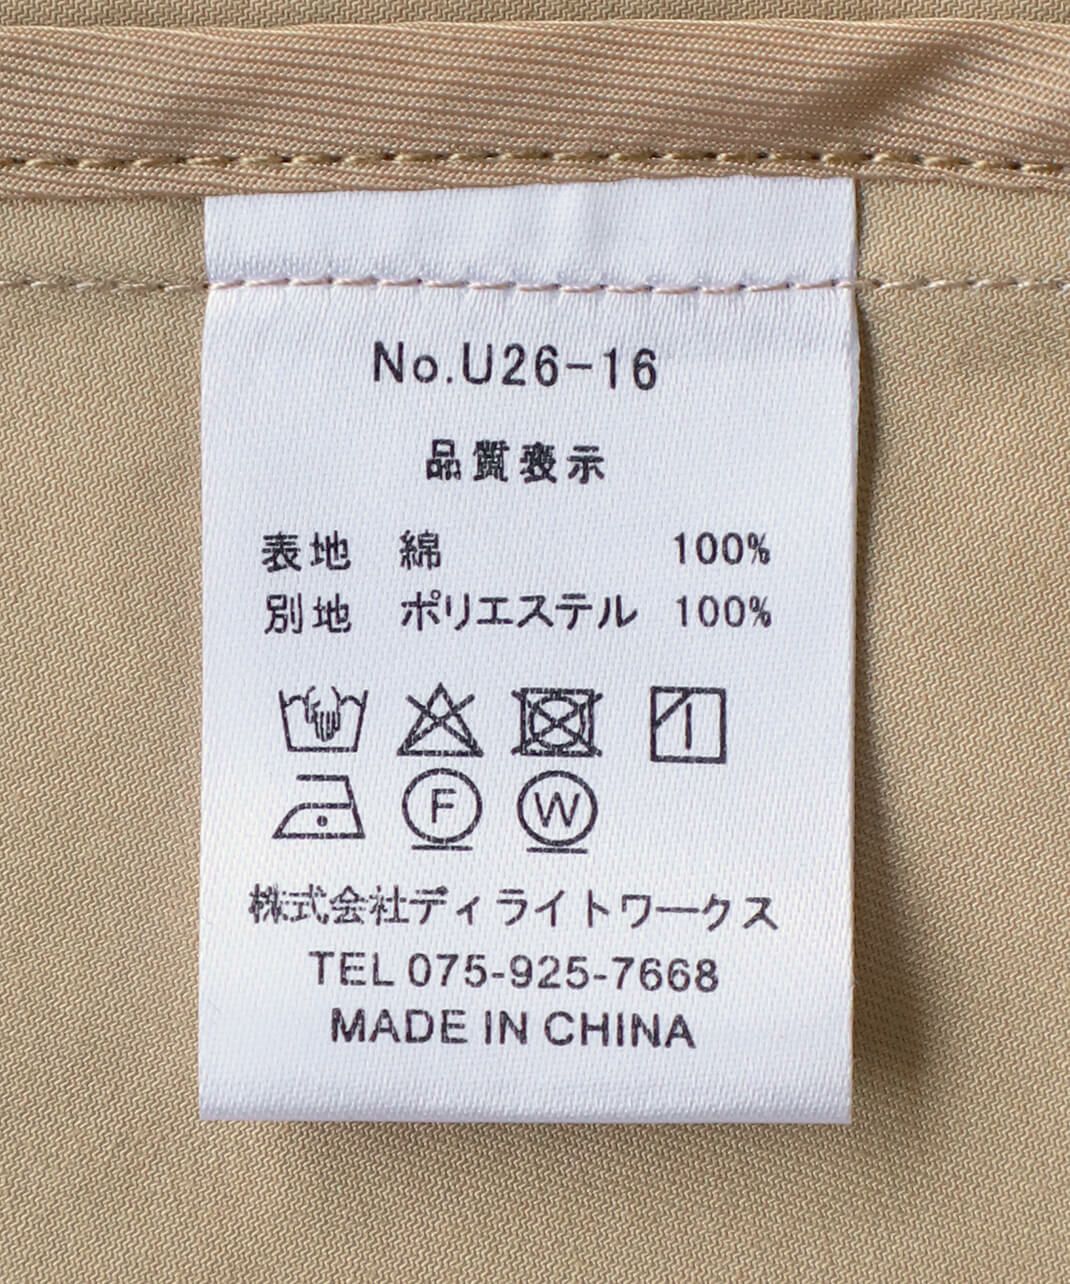 No.U26-16
品質表示
表地 綿 100%
別地 ポリエステル 100%
F W
株式会社ディライトワークス
TEL 075-925-7668
MADE IN CHINA